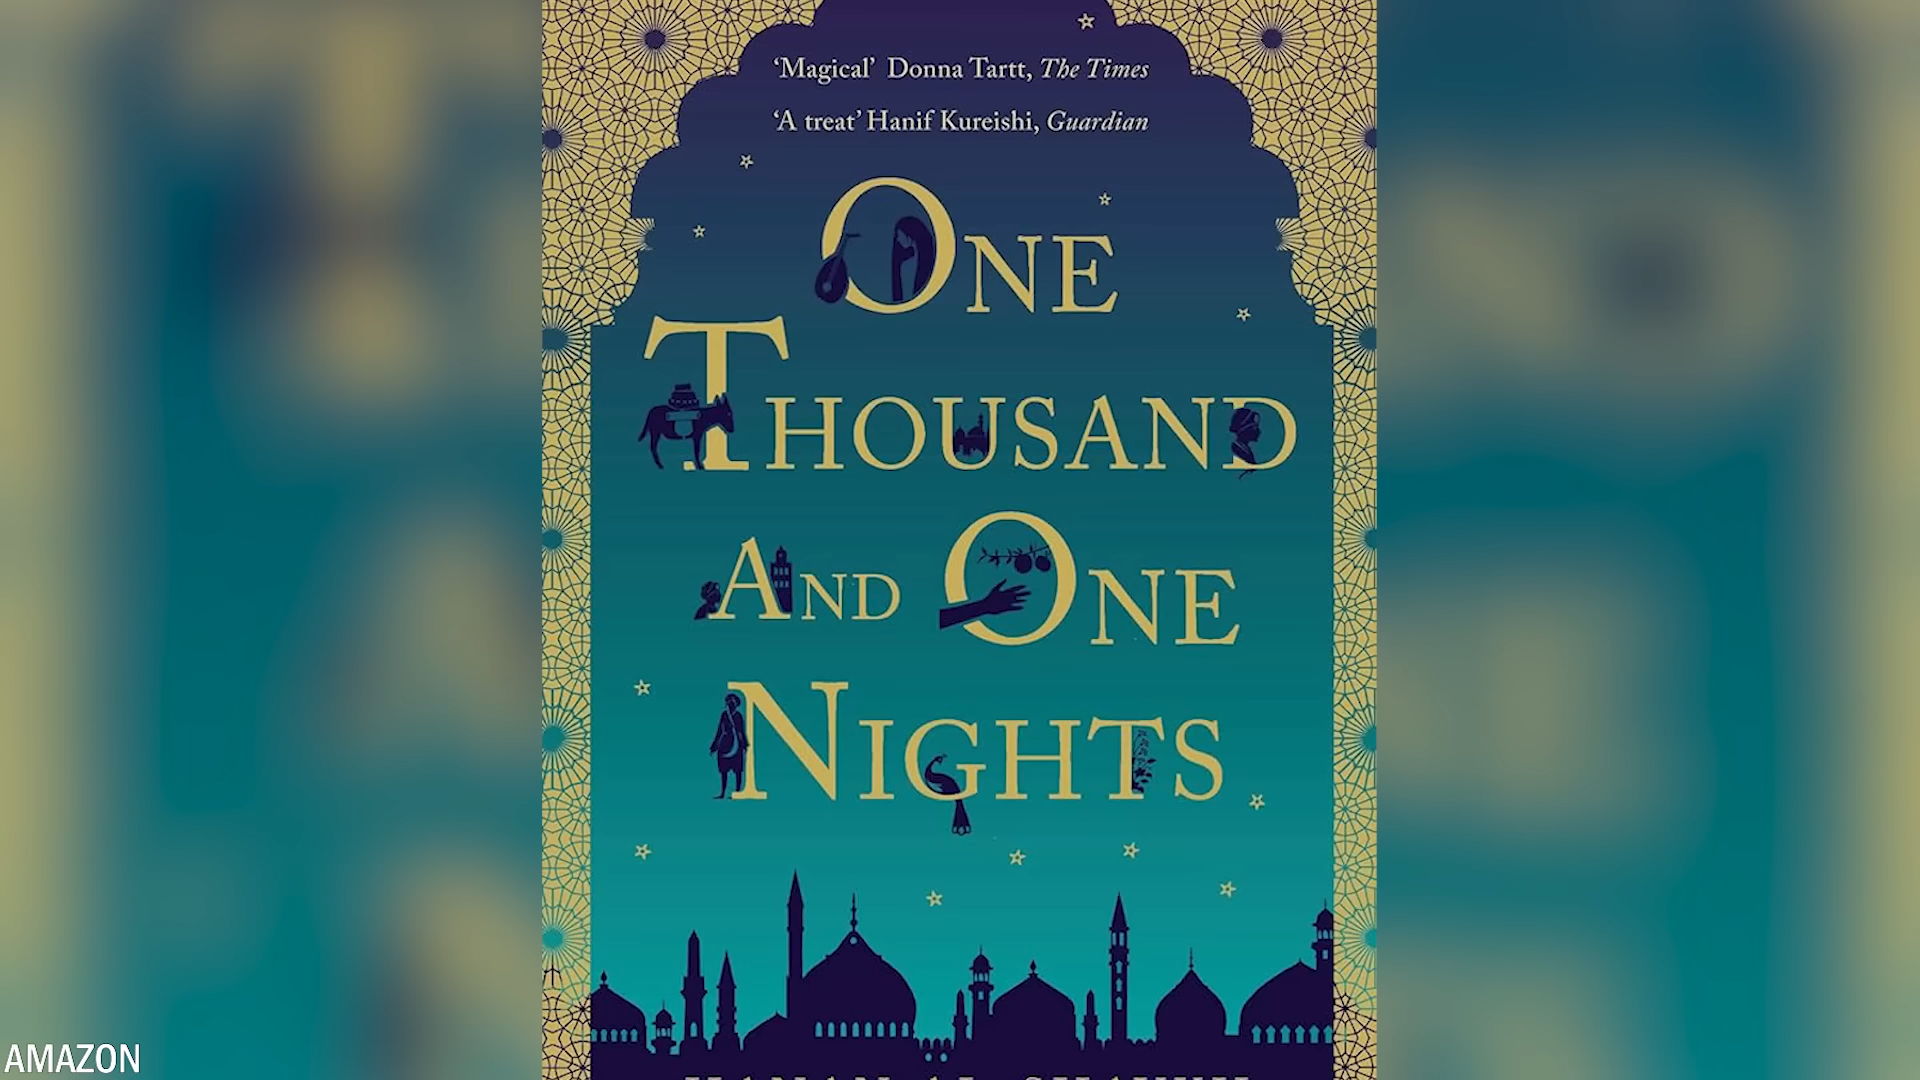 ‘Magical’ Donna Tartt, The Times
‘A treat’ Hanif Kureishi, Guardian
ONE
THOUSAND
AND ONE
NIGHTS
AMAZON